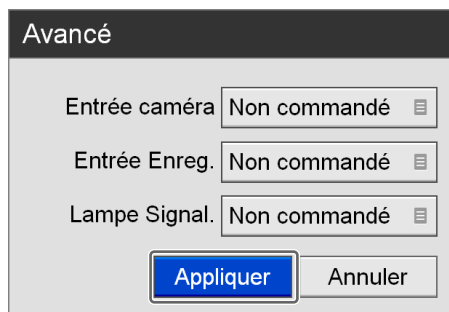 Avancé
Entrée caméra Non commandé
Entrée Enreg. Non commandé
Lampe Signal. Non commandé
Appliquer Annuler